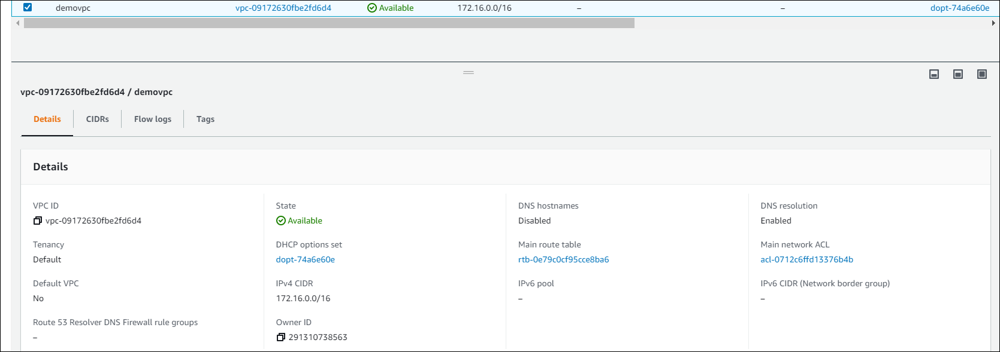 demovpc vpc-09172630fbe2fd6d4 Available 172.16.0.0/16 – – dopt-74a6e60e
vpc-09172630fbe2fd6d4 / demovpc
Details CIDRs Flow logs Tags
Details
VPC ID State DNS hostnames DNS resolution
vpc-09172630fbe2fd6d4 Available Disabled Enabled
Tenancy DHCP options set Main route table Main network ACL
Default dopt-74a6e60e rtb-0e79c0cf95cce8ba6 acl-0712c6ffd13376b4b
Default VPC IPv4 CIDR IPv6 pool IPv6 CIDR (Network border group)
No 172.16.0.0/16 – –
Route 53 Resolver DNS Firewall rule groups Owner ID
– 291310738563